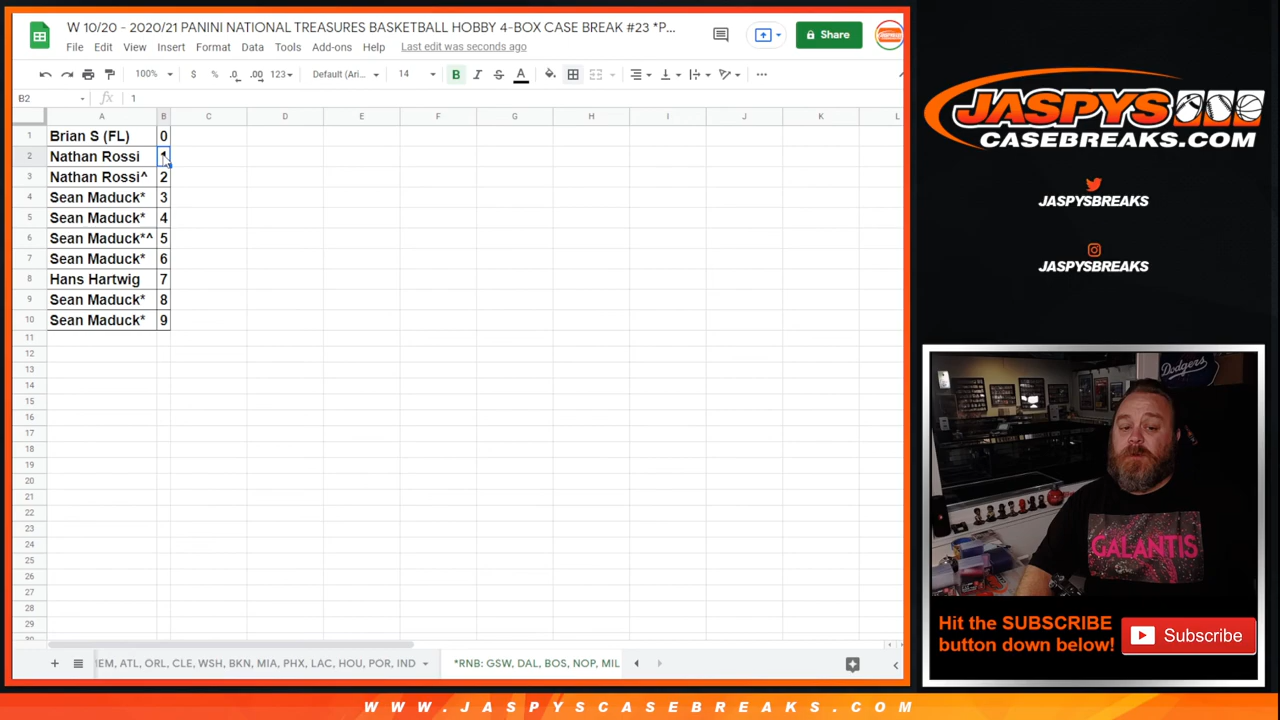 W 10/20 - 2020/21 PANINI NATIONAL TREASURES BASKETBALL HOBBY 4-BOX CASE BREAK #23 *P...
File Edit View Insert Format Data Tools Add-ons Help Last edit was seconds ago
Share
100% $ % .0 .00 123 Default (Ari... 14 B I S A
B2 fx 1
A B C D E F G H I J K L
1 Brian S (FL) 0
2 Nathan Rossi
3 Nathan Rossi^ 2
4 Sean Maduck* 3
5 Sean Maduck* 4
6 Sean Maduck*^ 5
7 Sean Maduck* 6
8 Hans Hartwig 7
9 Sean Maduck* 8
10 Sean Maduck* 9
11
12
13
14
15
16
17
18
19
20
21
22
23
24
25
26
27
28
29
EM, ATL, ORL, CLE, WSH, BKN, MIA, PHX, LAC, HOU, POR, IND
*RNB: GSW, DAL, BOS, NOP, MIL
JASPYS
CASEBREAKS.COM
JASPYSBREAKS
JASPYSBREAKS
Dodgers
GALANTIS
Hit the SUBSCRIBE
button down below!
Subscribe
WWW.JASPYSCASEBREAKS.COM